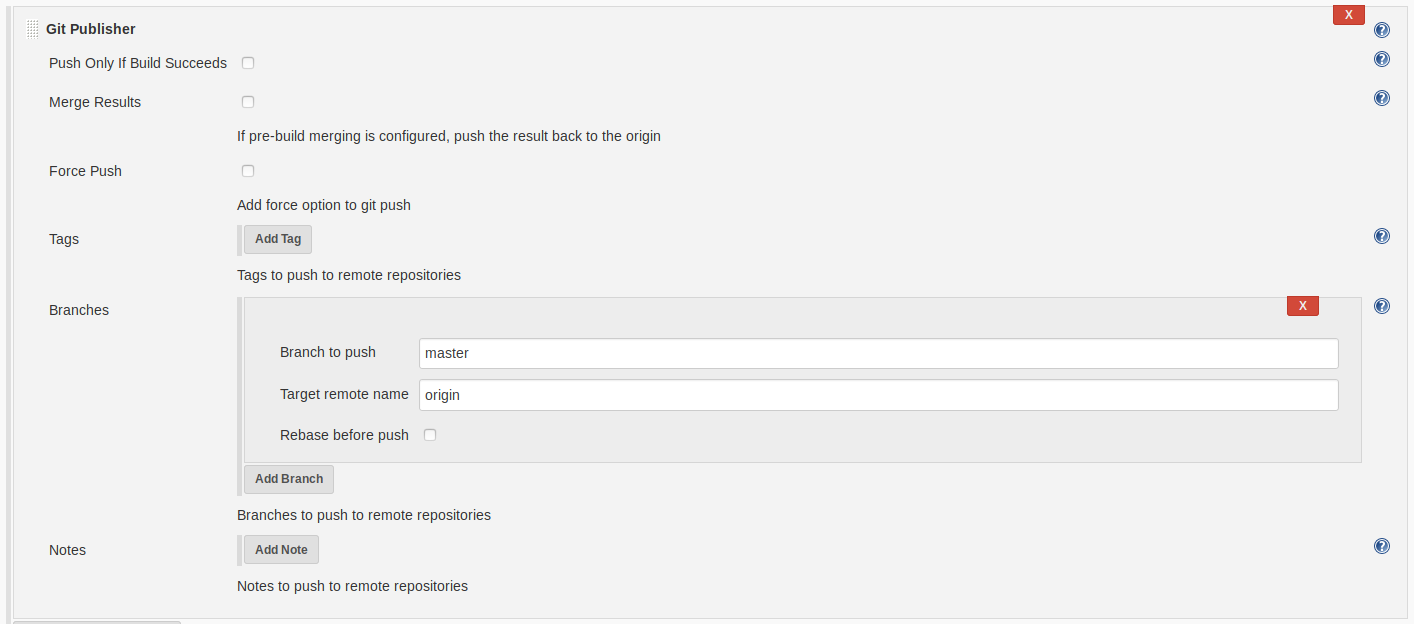 Git Publisher
X
?
Push Only If Build Succeeds
?
Merge Results
?
If pre-build merging is configured, push the result back to the origin
Force Push
Add force option to git push
Tags
Add Tag
?
Tags to push to remote repositories
Branches
X
?
Branch to push
master
Target remote name
origin
Rebase before push
Add Branch
Branches to push to remote repositories
Notes
Add Note
?
Notes to push to remote repositories